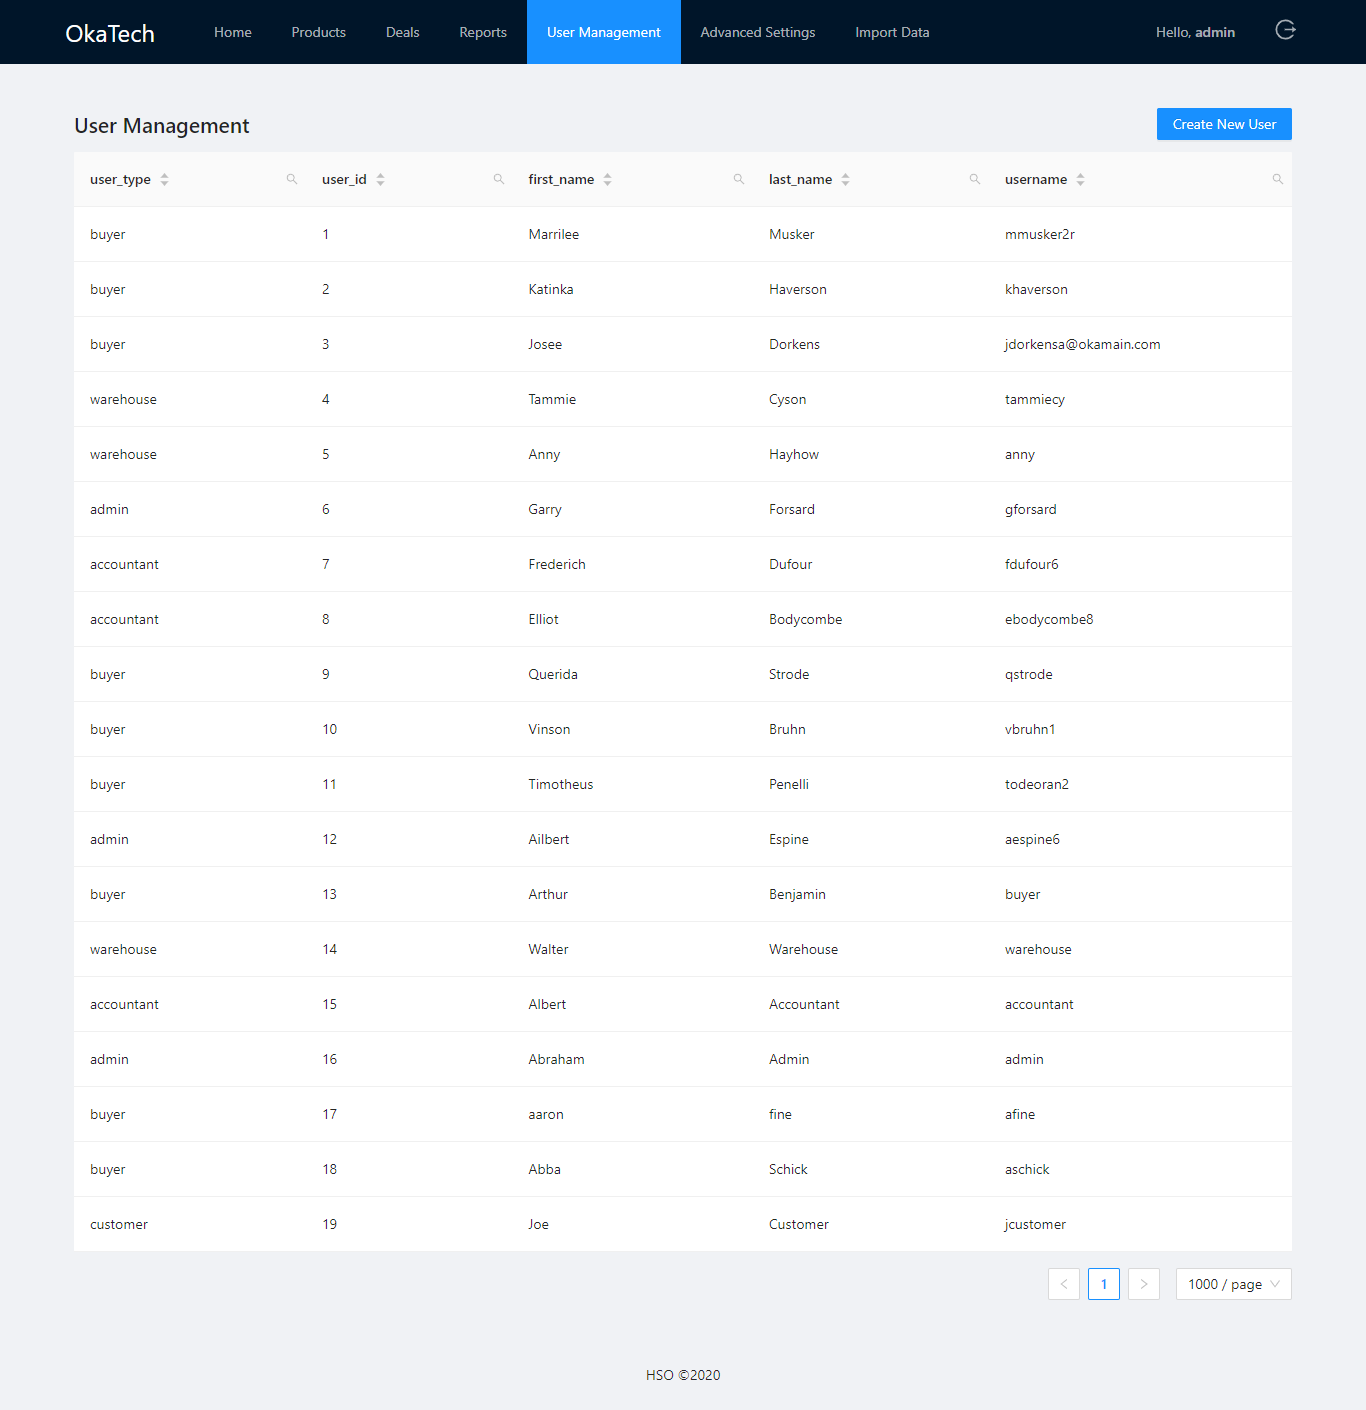 OkaTech Home Products Deals Reports User Management Advanced Settings Import Data Hello, admin
User Management Create New User
user_type user_id first_name last_name username
buyer 1 Marrilee Musker mmusker2r
buyer 2 Katinka Haverson khaverson
buyer 3 Josee Dorkens jdorkensa@okamain.com
warehouse 4 Tammie Cyson tammiecy
warehouse 5 Anny Hayhow anny
admin 6 Garry Forsard gforsard
accountant 7 Frederich Dufour fdufour6
accountant 8 Elliot Bodycombe ebodycombe8
buyer 9 Querida Strode qstrode
buyer 10 Vinson Bruhn vbruhn1
buyer 11 Timotheus Penelli todeoran2
admin 12 Ailbert Espine aespine6
buyer 13 Arthur Benjamin buyer
warehouse 14 Walter Warehouse warehouse
accountant 15 Albert Accountant accountant
admin 16 Abraham Admin admin
buyer 17 aaron fine afine
buyer 18 Abba Schick aschick
customer 19 Joe Customer jcustomer
< 1 > 1000 / page
HSO ©2020